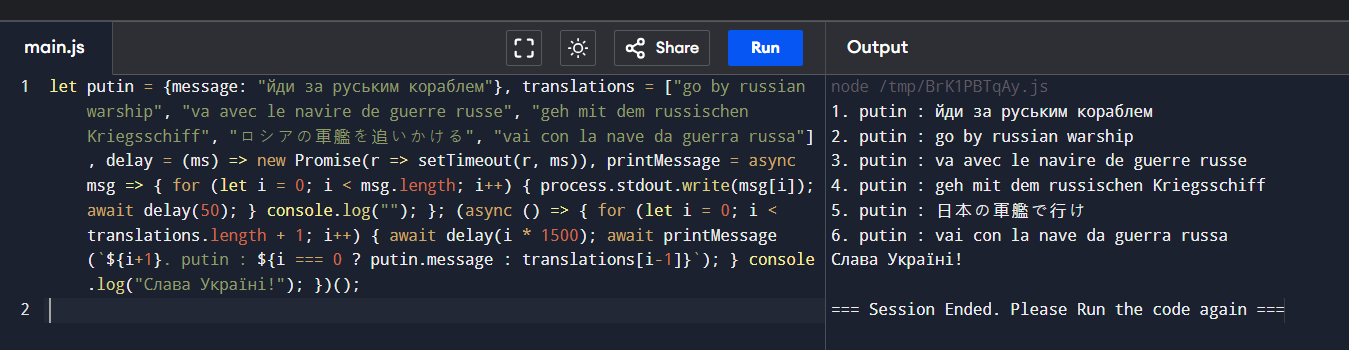 main.js
Share
Run
Output
1 let putin = {message: "йди за руським кораблем"}, translations = ["go by russian
warship", "va avec le navire de guerre russe", "geh mit dem russischen
Kriegsschiff", "ロシアの軍艦を追いかける", "vai con la nave da guerra russa"]
, delay = (ms) => new Promise(r => setTimeout(r, ms)), printMessage = async
msg => { for (let i = 0; i < msg.length; i++) { process.stdout.write(msg[i]);
await delay(50); } console.log(""); }; (async () => { for (let i = 0; i <
translations.length + 1; i++) { await delay(i * 1500); await printMessage
(`${i+1}. putin : ${i === 0 ? putin.message : translations[i-1]}`); } console
.log("Слава Україні!"); })();
2
node /tmp/BrK1PBTqAy.js
1. putin : йди за руським кораблем
2. putin : go by russian warship
3. putin : va avec le navire de guerre russe
4. putin : geh mit dem russischen Kriegsschiff
5. putin : 日本の軍艦で行け
6. putin : vai con la nave da guerra russa
Слава Україні!
=== Session Ended. Please Run the code again ===